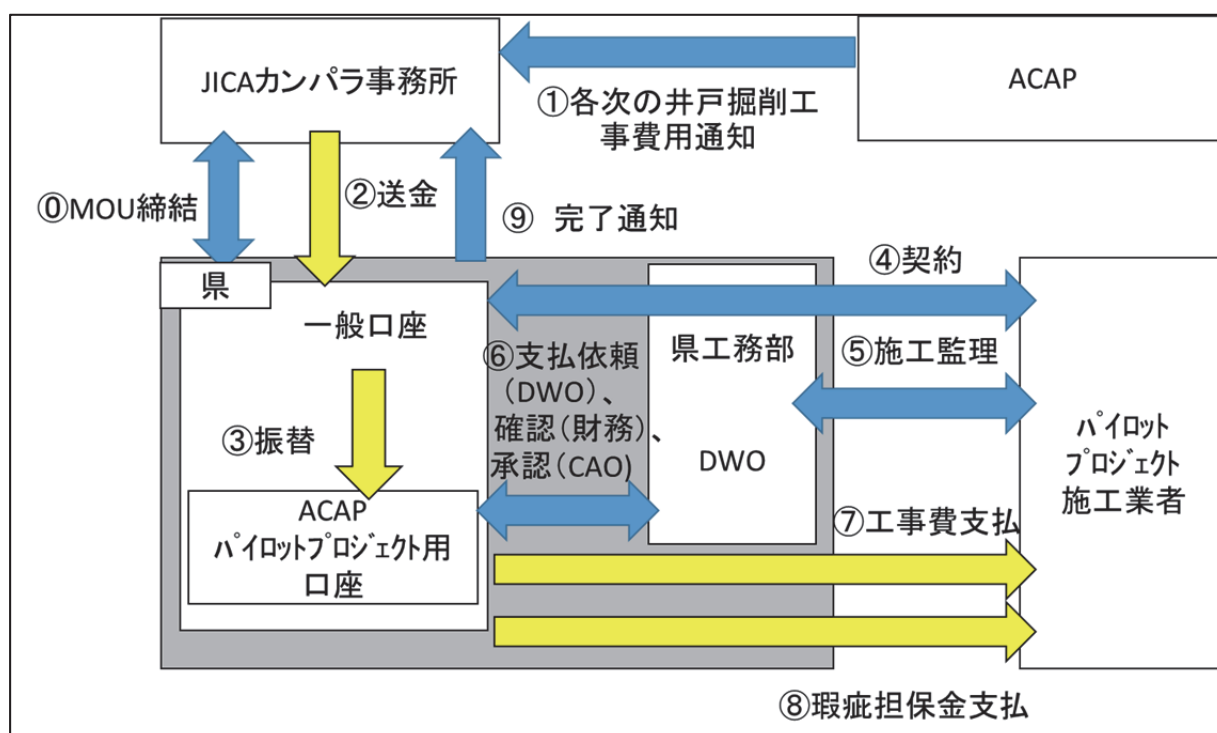 JICAカンパラ事務所
ACAP
①各次の井戸掘削工
事費用通知
⓪MOU締結
②送金
⑨ 完了通知
県
一般口座
④契約
県工務部
DWO
⑤施工監理
⑥支払依頼
(DWO)、
確認(財務)、
承認(CAO)
③振替
ACAP
パイロットプロジェクト用
口座
パイロット
プロジェクト
施工業者
⑦工事費支払
⑧瑕疵担保金支払